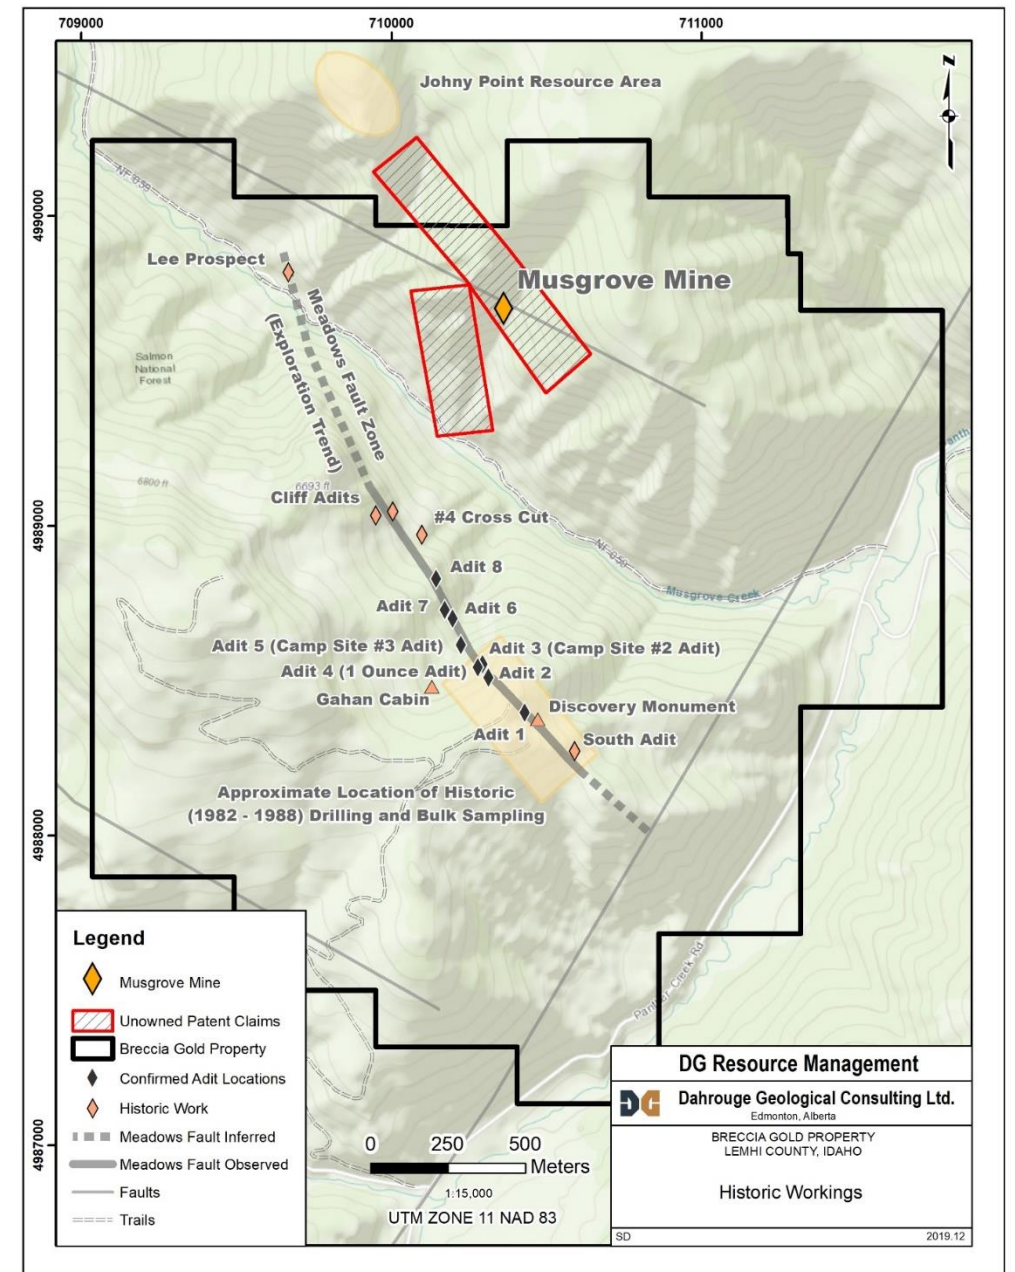 709000
710000
711000
N
Johny Point Resource Area
4990000
NF-059
Lee Prospect
Musgrove Mine
Meadows Fault Zone
(Exploration Trend)
Salmon
National
Forest
6800 ft
6693 ft
Cliff Adits
#4 Cross Cut
4989000
NF-059
Adit 8
Musgrove Creek
Adit 7
Adit 6
Adit 5 (Camp Site #3 Adit)
Adit 3 (Camp Site #2 Adit)
Adit 4 (1 Ounce Adit)
Adit 2
Gahan Cabin
Discovery Monument
Adit 1
South Adit
Approximate Location of Historic
(1982 - 1988) Drilling and Bulk Sampling
4988000
Panther Creek Rd
Legend
Musgrove Mine
Unowned Patent Claims
Breccia Gold Property
Confirmed Adit Locations
Historic Work
Meadows Fault Inferred
Meadows Fault Observed
Faults
Trails
4987000
0 250 500
Meters
1:15,000
UTM ZONE 11 NAD 83
DG Resource Management
DG
Dahrouge Geological Consulting Ltd.
Edmonton, Alberta
BRECCIA GOLD PROPERTY
LEMHI COUNTY, IDAHO
Historic Workings
SD
2019.12